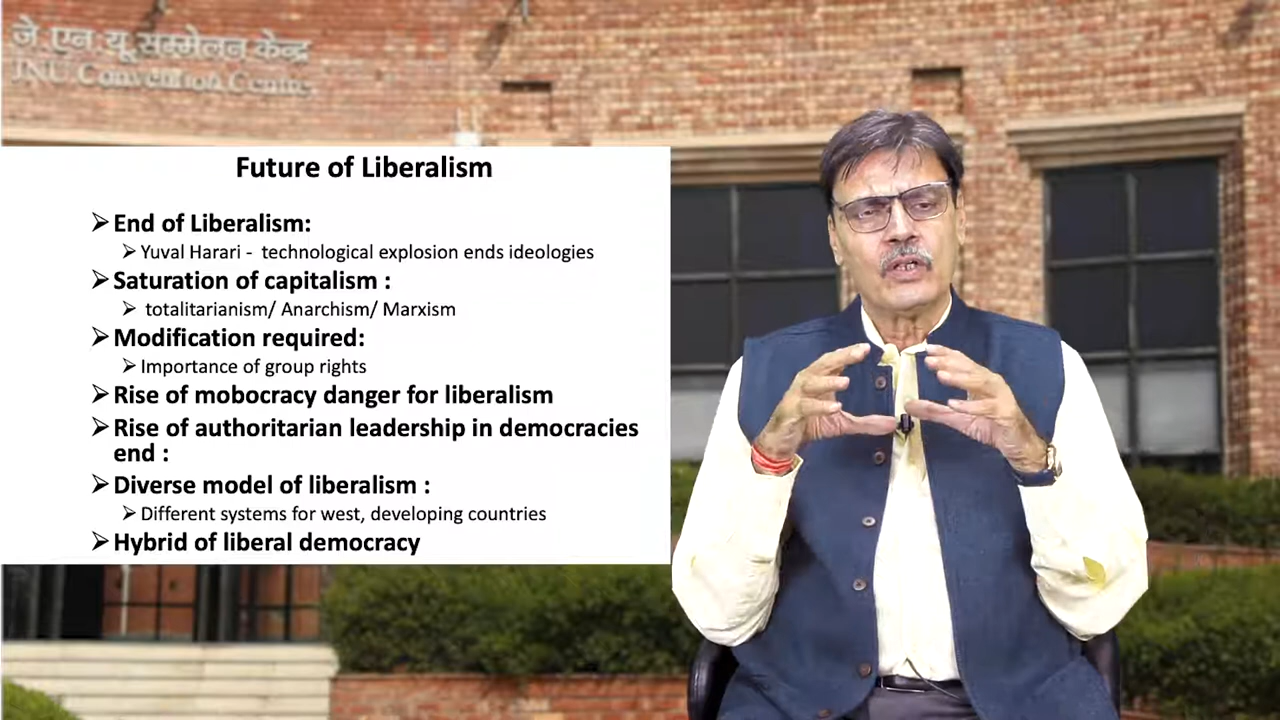 जे एन यू सम्मेलन केन्द्र
JNU Convention Centre
Future of Liberalism
➢ End of Liberalism:
➢ Yuval Harari - technological explosion ends ideologies
➢ Saturation of capitalism :
➢ totalitarianism/ Anarchism/ Marxism
➢ Modification required:
➢ Importance of group rights
➢ Rise of mobocracy danger for liberalism
➢ Rise of authoritarian leadership in democracies
end :
➢ Diverse model of liberalism :
➢ Different systems for west, developing countries
➢ Hybrid of liberal democracy